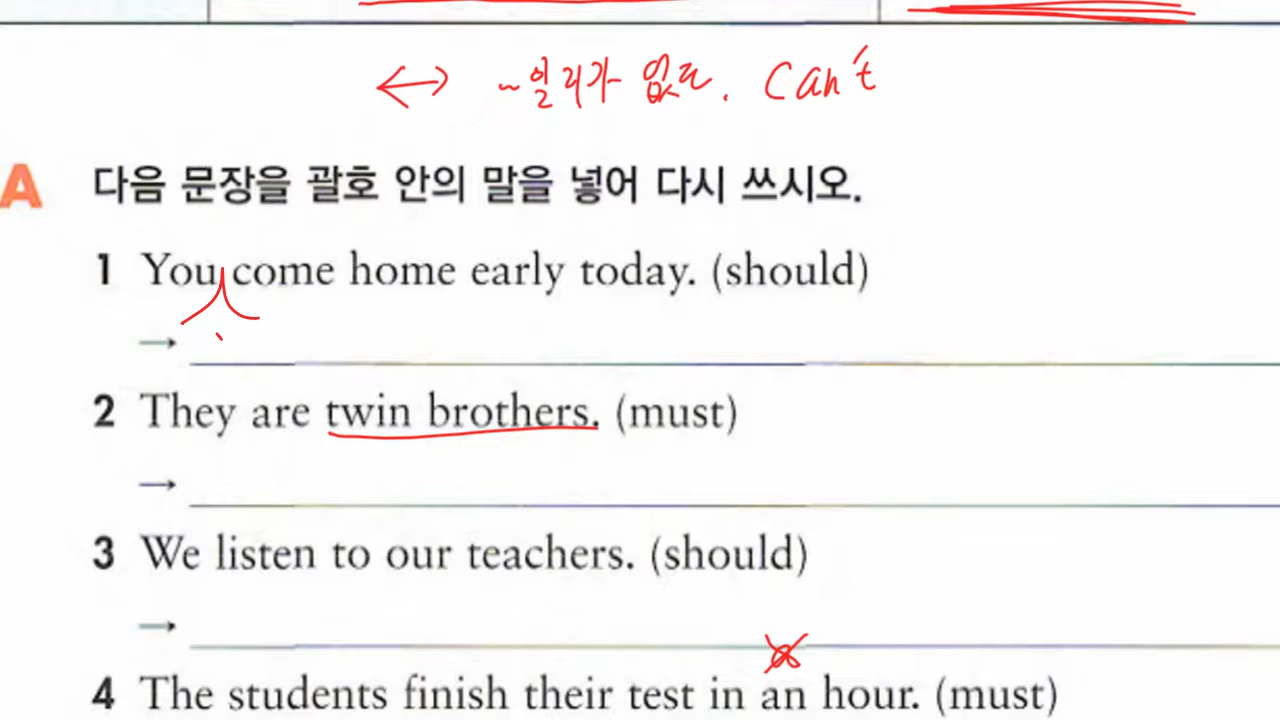 ↔ ~일 리가 없다. Can't
A 다음 문장을 괄호 안의 말을 넣어 다시 쓰시오.
1 You come home early today. (should)
→
2 They are twin brothers. (must)
→
3 We listen to our teachers. (should)
→
4 The students finish their test in an hour. (must)